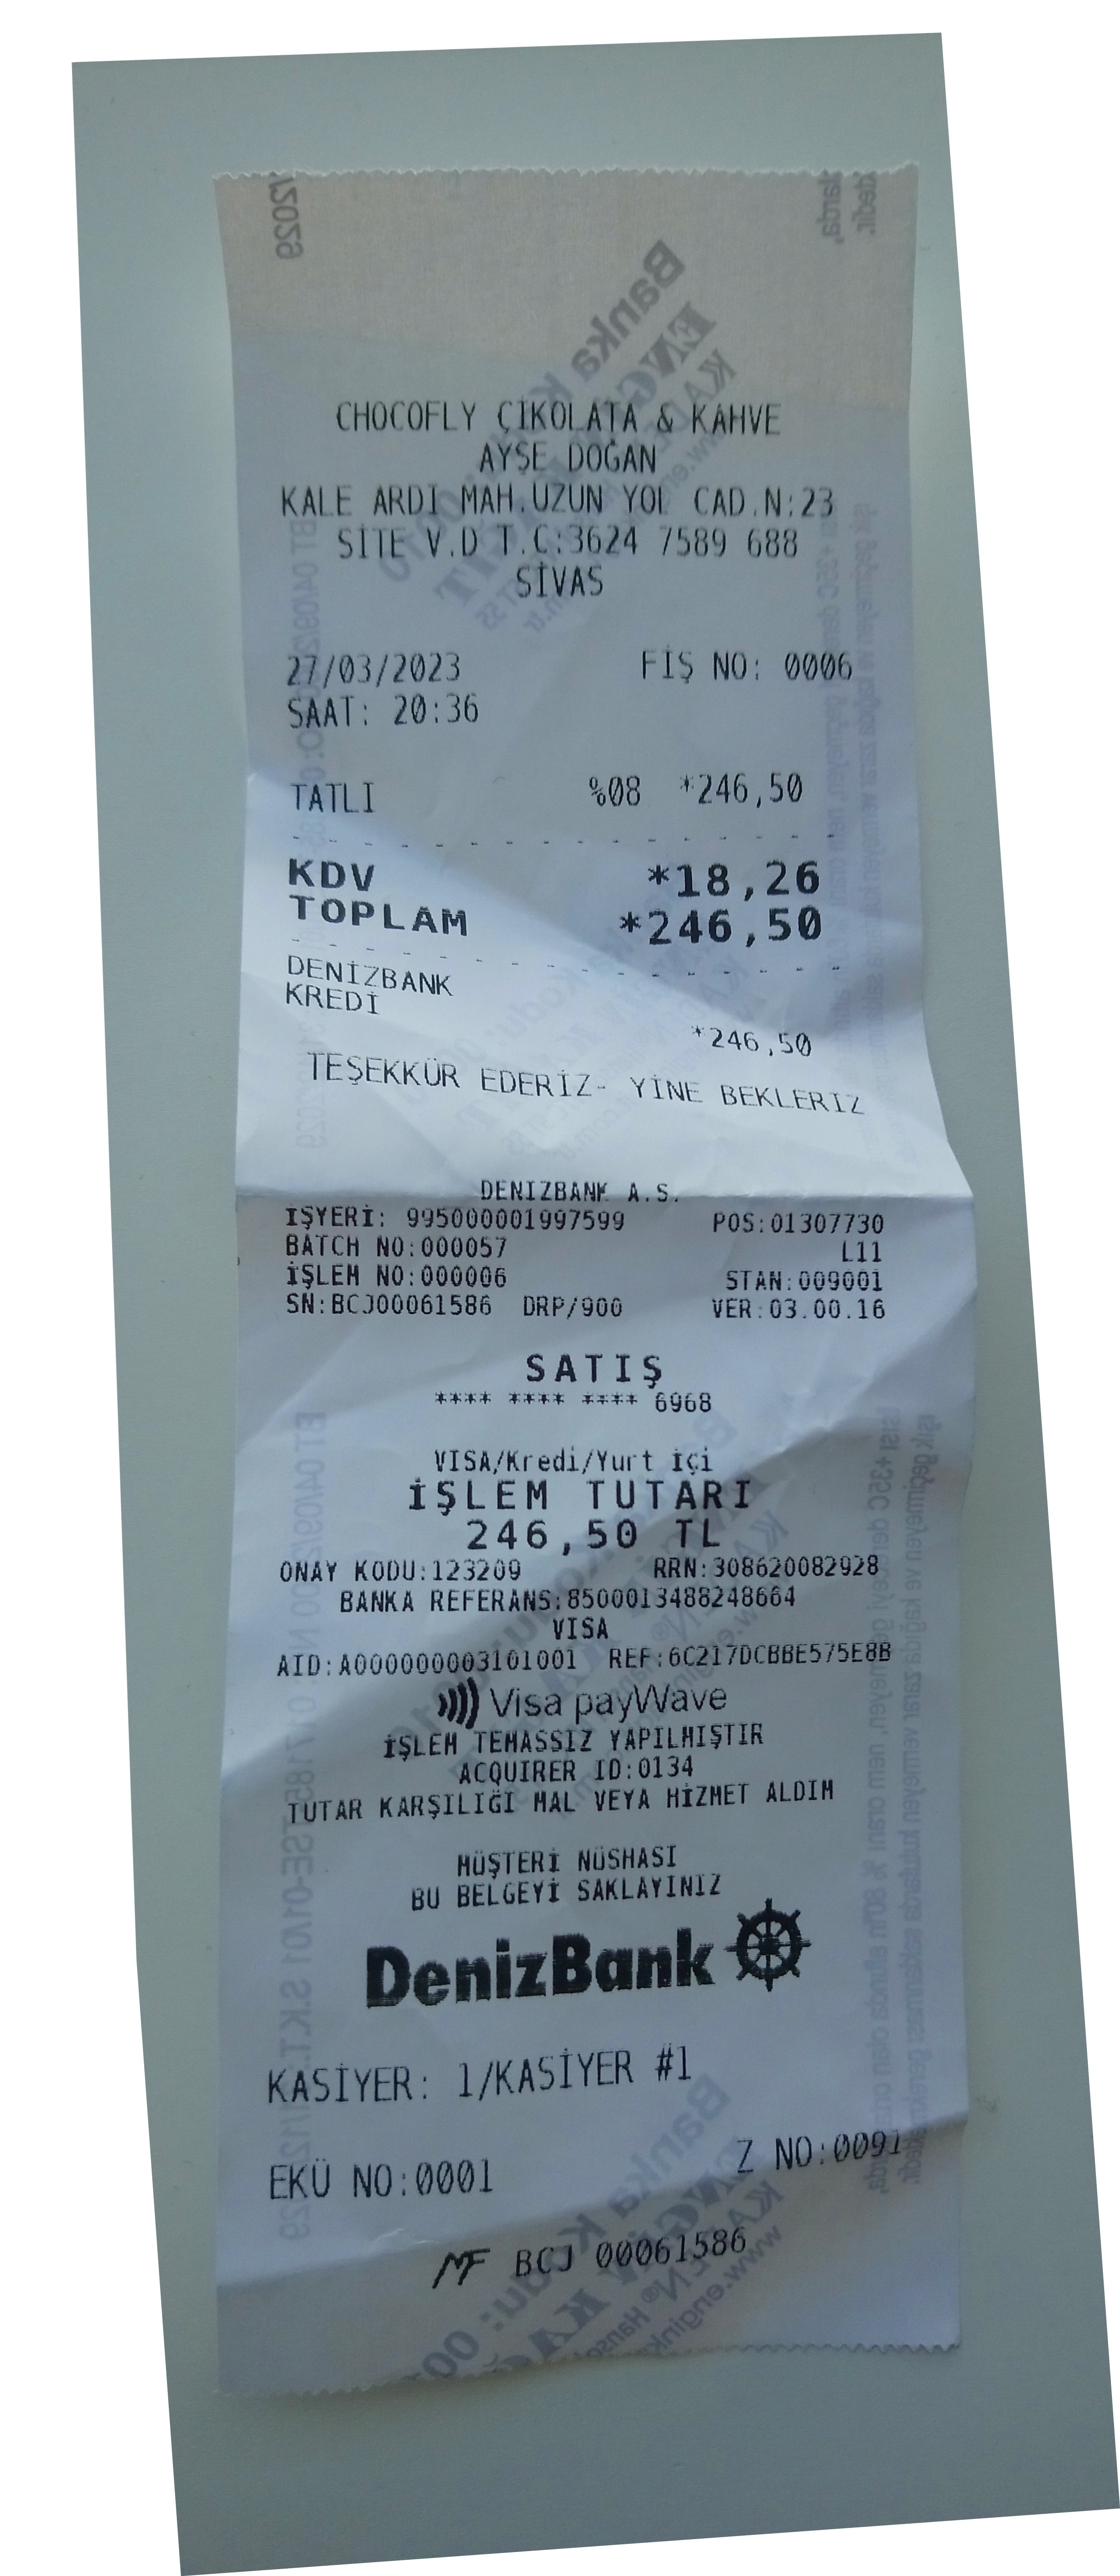 CHOCOFLY ÇİKOLATA & KAHVE
AYŞE DOĞAN
KALE ARDI MAH.UZUN YOL CAD.N:23
SİTE V.D T.C:3624 7589 688
SİVAS
27/03/2023 FİŞ NO: 0006
SAAT: 20:36
TATLI %08 *246,50
KDV *18,26
TOPLAM *246,50
DENİZBANK
KREDİ
*246,50
TEŞEKKÜR EDERİZ- YİNE BEKLERİZ
DENIZBANK A.S.
İŞYERİ: 995000001997599 POS:01307730
BATCH NO:000057 L11
İŞLEM NO:000006 STAN:009001
SN:BCJ00061586 DRP/900 VER:03.00.16
SATIŞ
**** **** **** 6968
VISA/Kredi/Yurt İçi
İŞLEM TUTARI
246,50 TL
ONAY KODU:123209 RRN:308620082928
BANKA REFERANS:8500013488248664
VISA
AID:A0000000003101001 REF:6C217DCBBE575E8B
Visa payWave
İŞLEM TEMASSIZ YAPILMIŞTIR
ACQUIRER ID:0134
TUTAR KARŞILIĞI MAL VEYA HİZMET ALDIM
MÜŞTERİ NÜSHASI
BU BELGEYİ SAKLAYINIZ
DenizBank
KASİYER: 1/KASİYER #1
EKÜ NO:0001 Z NO:0091
MF BCJ 00061586